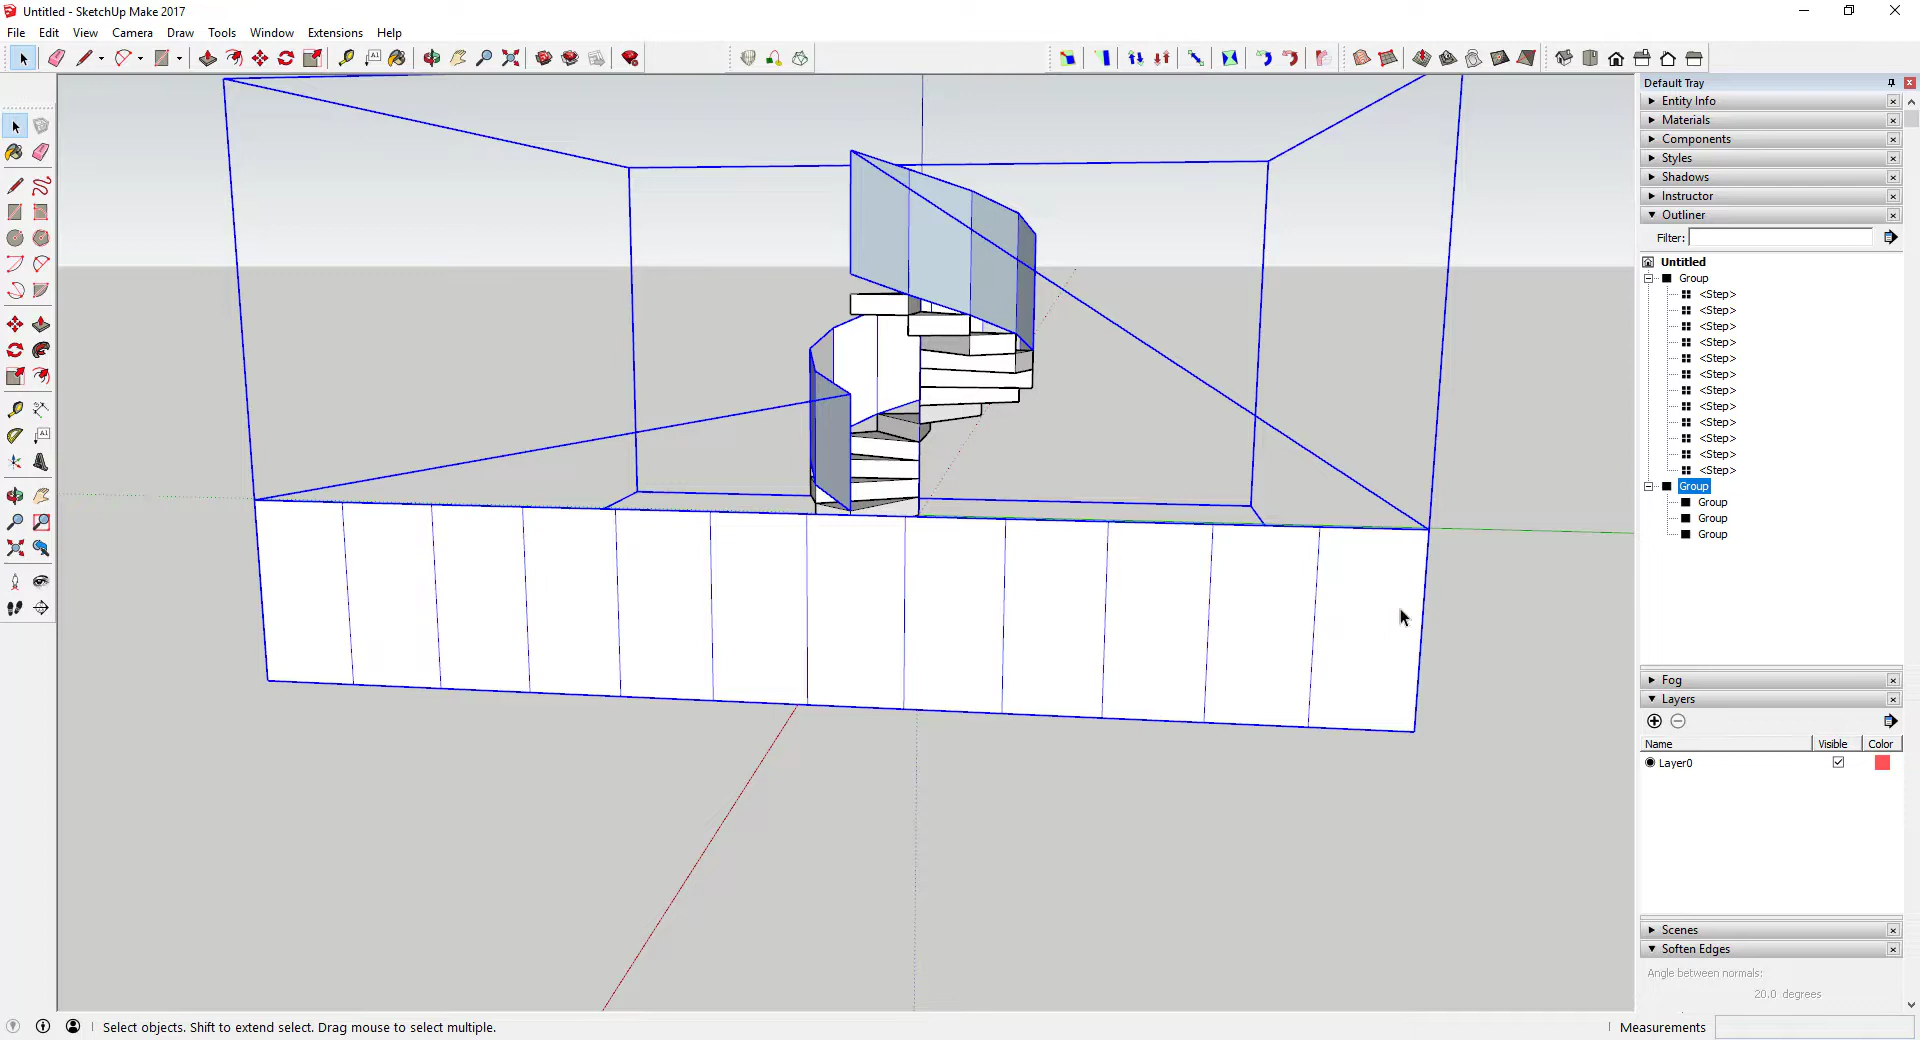 Untitled - SketchUp Make 2017
File Edit View Camera Draw Tools Window Extensions Help
Default Tray
Entity Info
Materials
Components
Styles
Shadows
Instructor
Outliner
Filter:
Untitled
Group
<Step>
<Step>
<Step>
<Step>
<Step>
<Step>
<Step>
<Step>
<Step>
<Step>
<Step>
<Step>
Group
Group
Group
Group
Fog
Layers
Name Visible Color
Layer0
Scenes
Soften Edges
Angle between normals:
20.0 degrees
Select objects. Shift to extend select. Drag mouse to select multiple.
Measurements